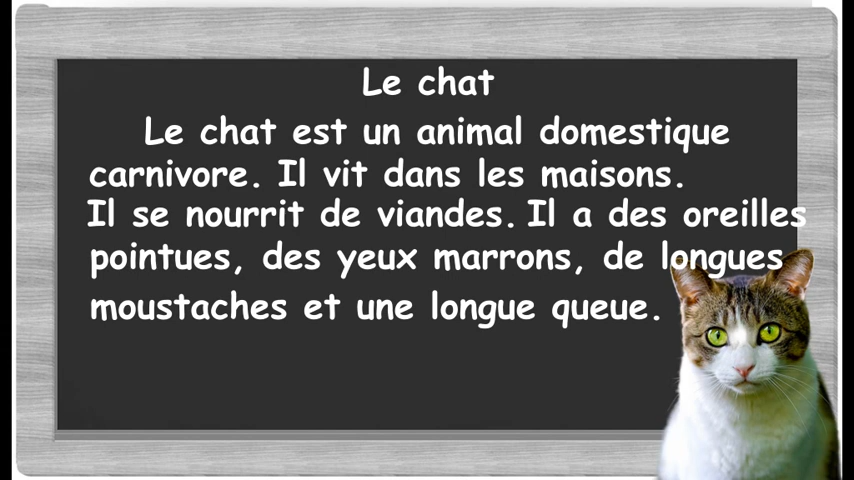 Le chat
Le chat est un animal domestique
carnivore. Il vit dans les maisons.
Il se nourrit de viandes. Il a des oreilles
pointues, des yeux marrons, de longues
moustaches et une longue queue.